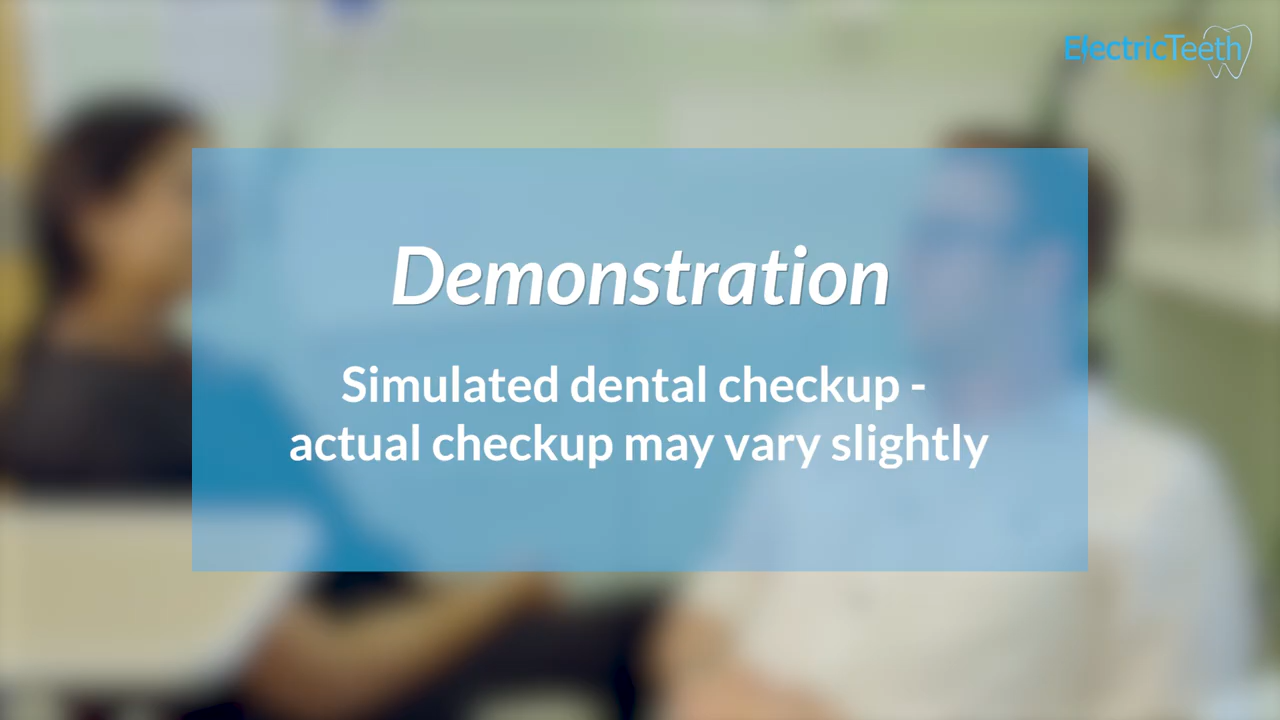 ElectricTeeth
Demonstration
Simulated dental checkup -
actual checkup may vary slightly